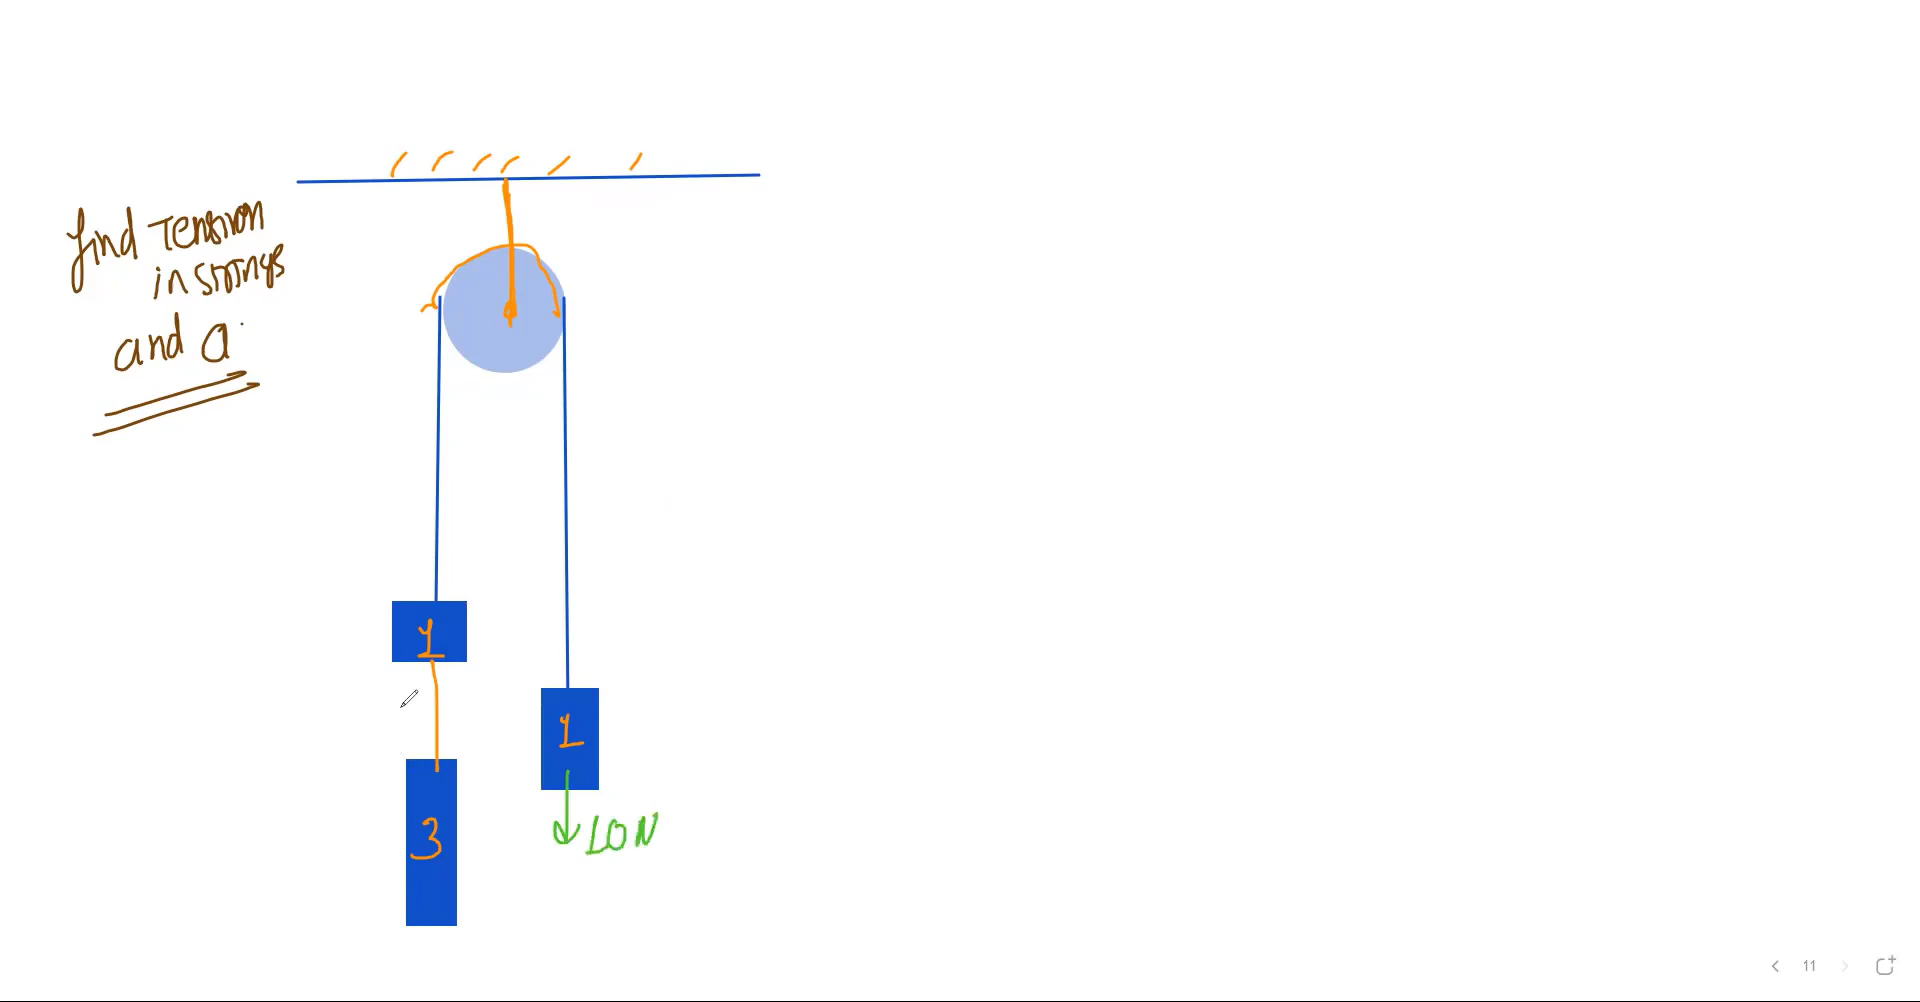 find Tension
in strings
and a
1
1
3
10N
11